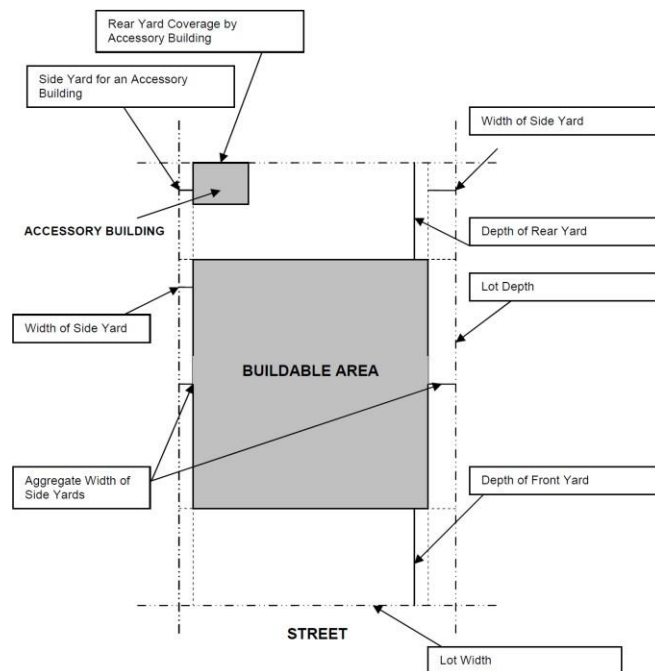 Rear Yard Coverage by
Accessory Building
Side Yard for an Accessory
Building
Width of Side Yard
ACCESSORY BUILDING
Depth of Rear Yard
Lot Depth
Width of Side Yard
BUILDABLE AREA
Aggregate Width of
Side Yards
Depth of Front Yard
STREET
Lot Width